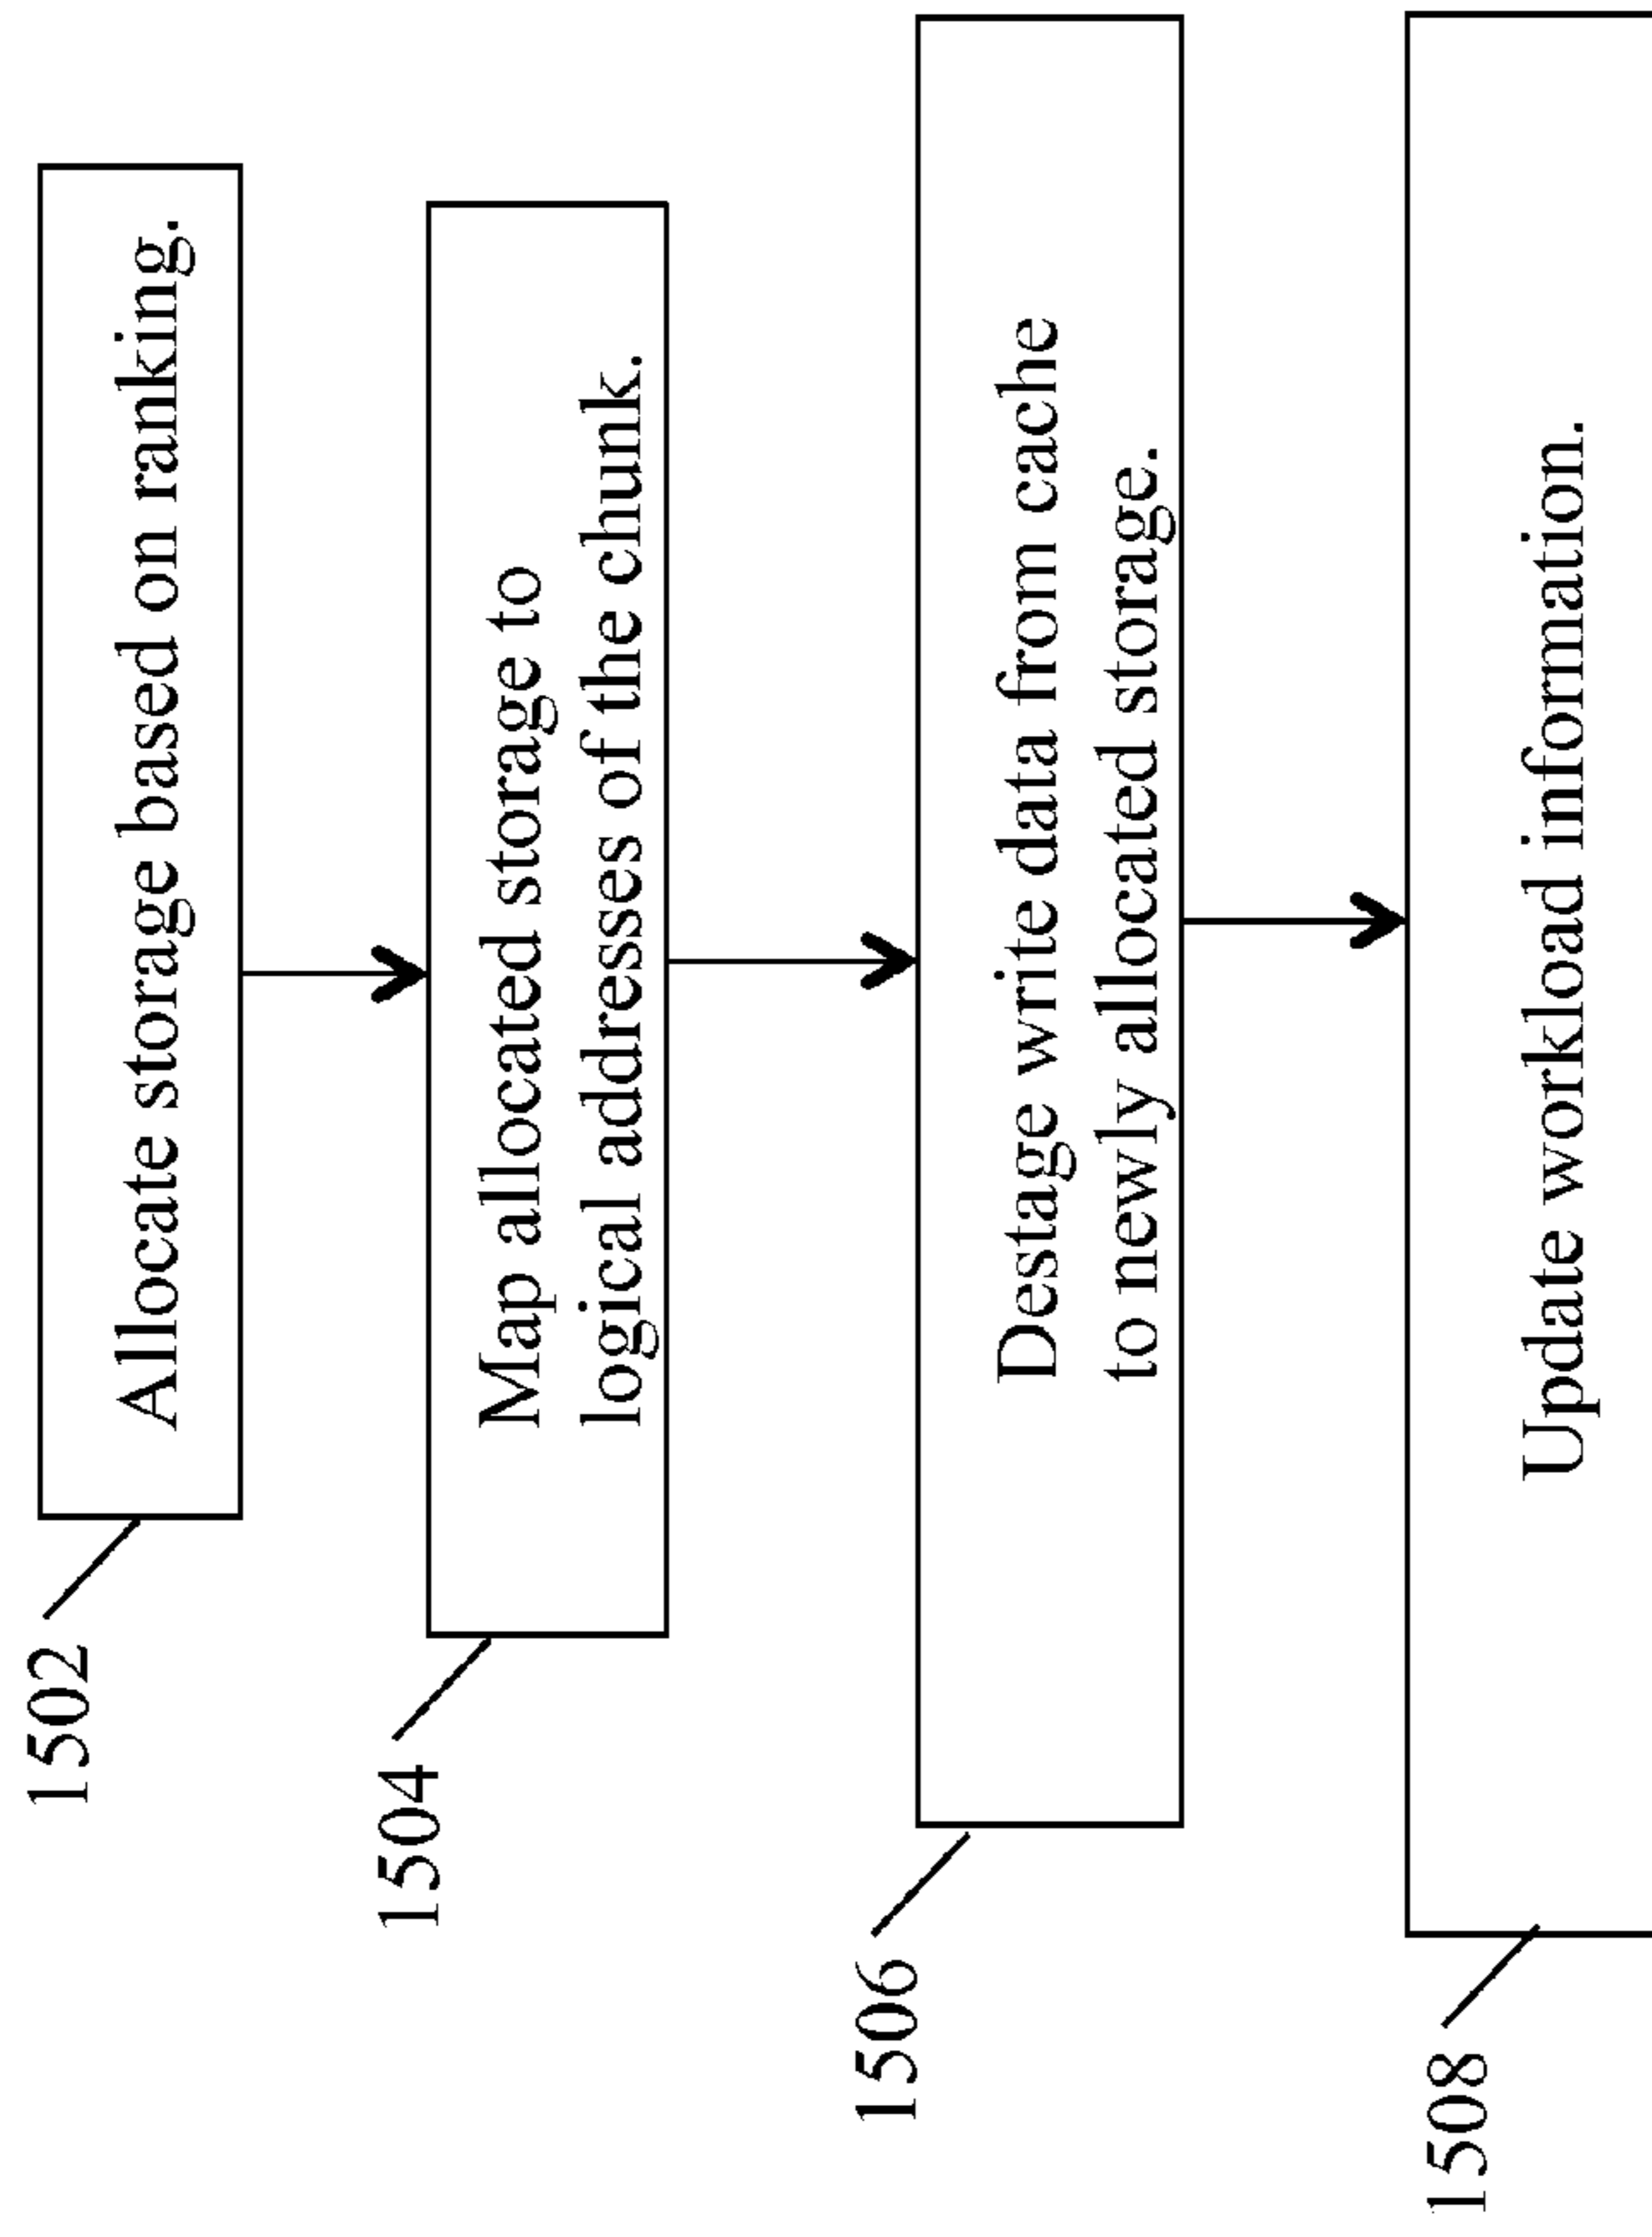 1502
Allocate storage based on ranking.
1504
Map allocated storage to
logical addresses of the chunk.
1506
Destage write data from cache
to newly allocated storage.
1508
Update workload information.